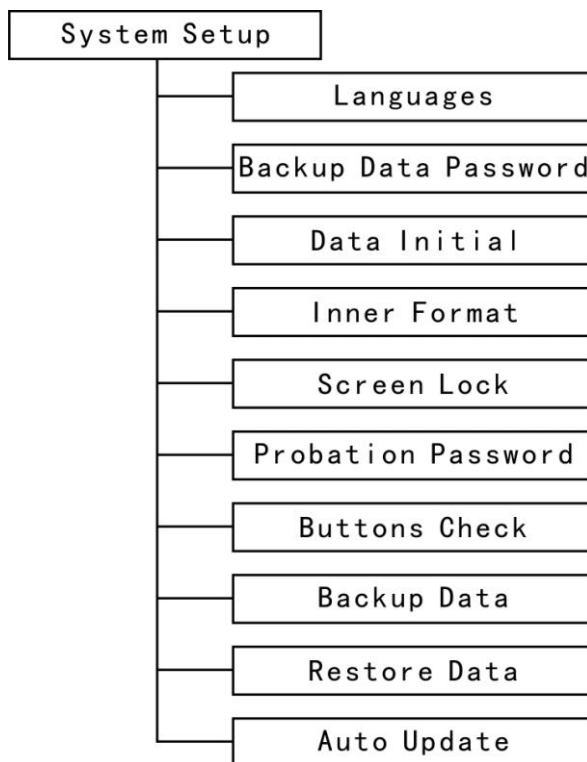 System Setup
Languages
Backup Data Password
Data Initial
Inner Format
Screen Lock
Probation Password
Buttons Check
Backup Data
Restore Data
Auto Update